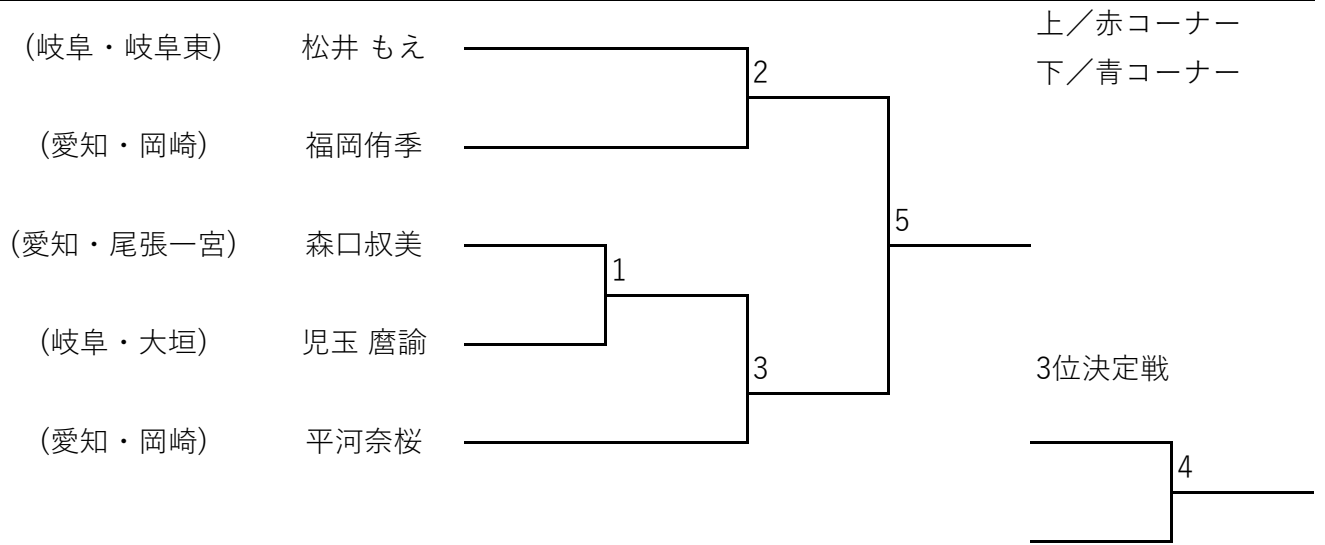 上／赤コーナー
(岐阜・岐阜東) 松井 もえ
下／青コーナー
2
(愛知・岡崎) 福岡侑季
5
(愛知・尾張一宮) 森口叔美
1
(岐阜・大垣) 児玉 麿諭
3
3位決定戦
(愛知・岡崎) 平河奈桜
4